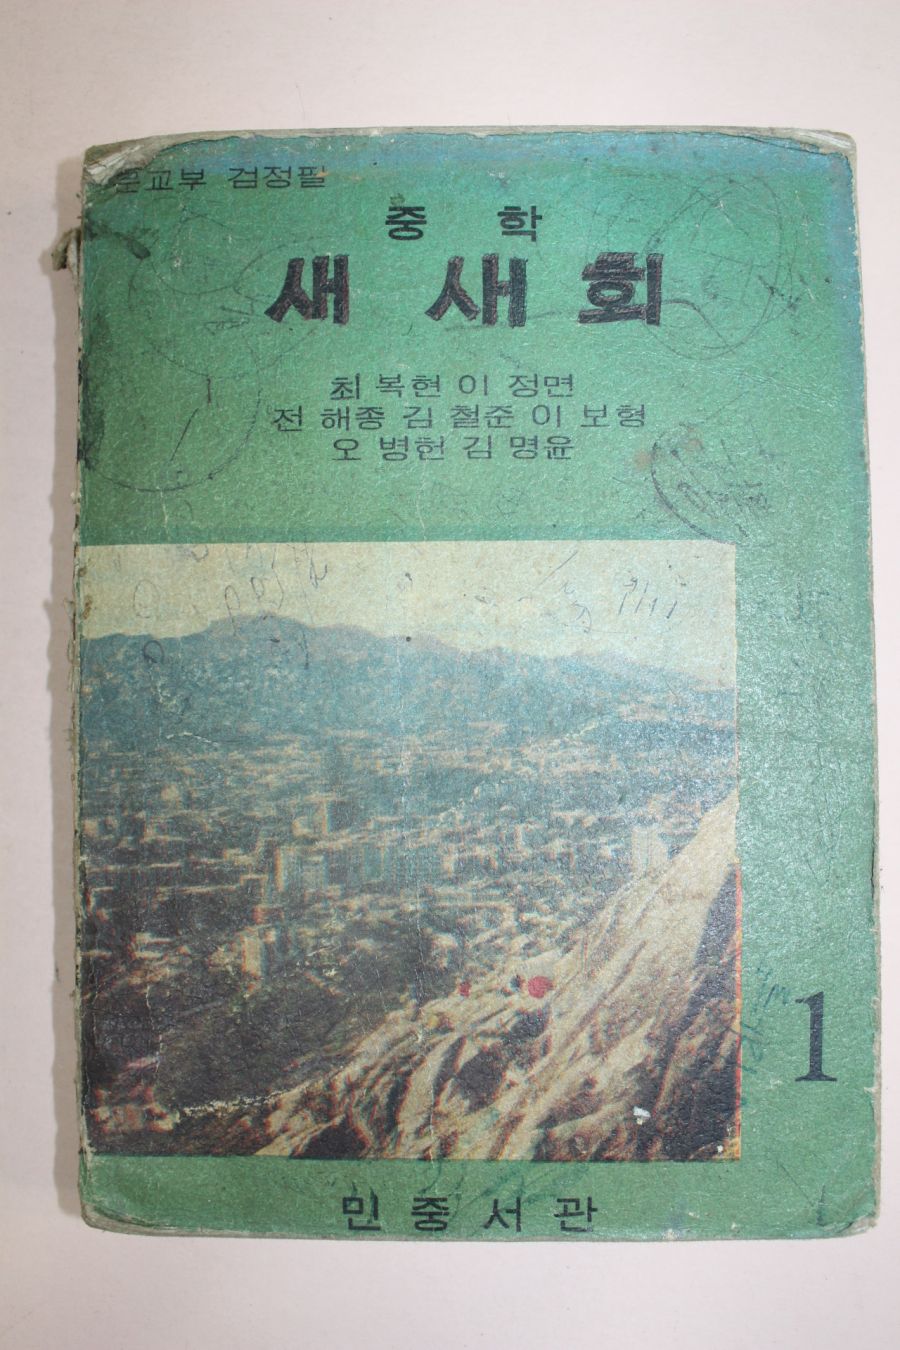 문교부 검정필
중 학
새 사회
최 복현 이 정면
전 해종 김 철준 이 보형
오 병헌 김 명윤
1
민중서관